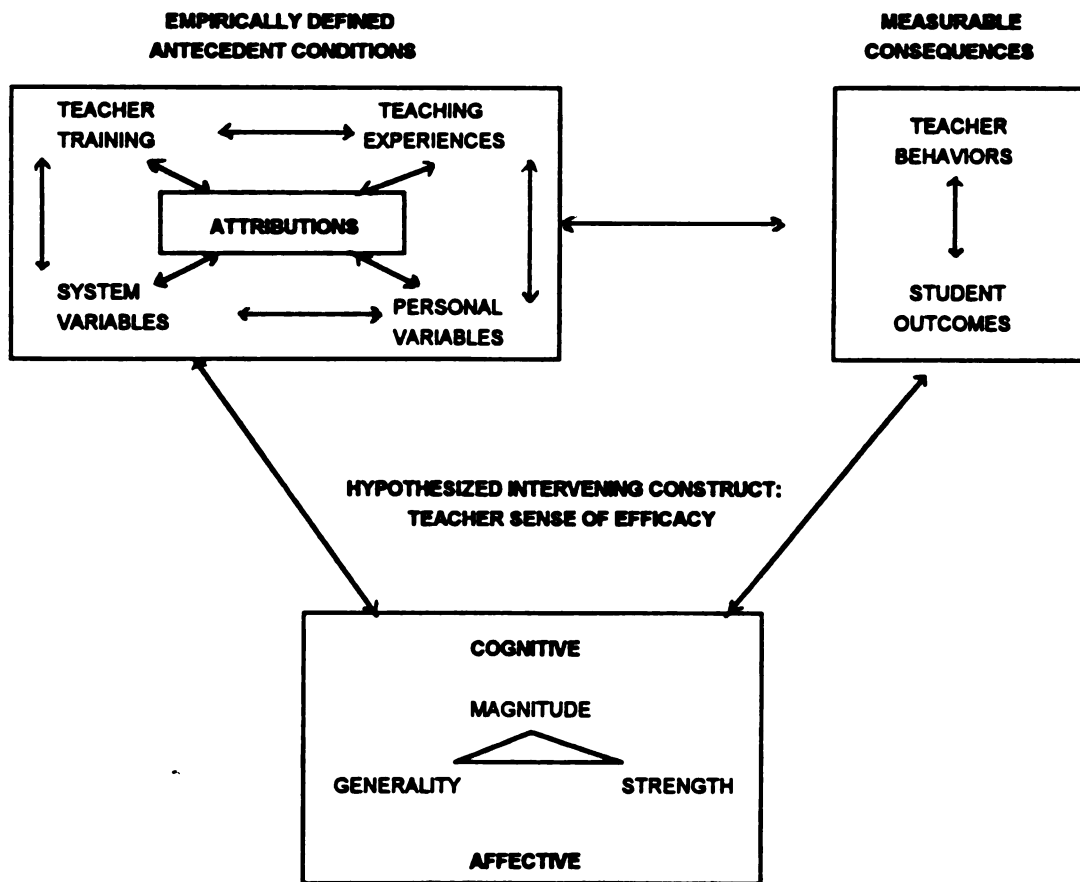 EMPIRICALLY DEFINED
ANTECEDENT CONDITIONS
TEACHER
TRAINING
TEACHING
EXPERIENCES
ATTRIBUTIONS
SYSTEM
VARIABLES
PERSONAL
VARIABLES
MEASURABLE
CONSEQUENCES
TEACHER
BEHAVIORS
STUDENT
OUTCOMES
HYPOTHESIZED INTERVENING CONSTRUCT:
TEACHER SENSE OF EFFICACY
COGNITIVE
MAGNITUDE
GENERALITY
STRENGTH
AFFECTIVE